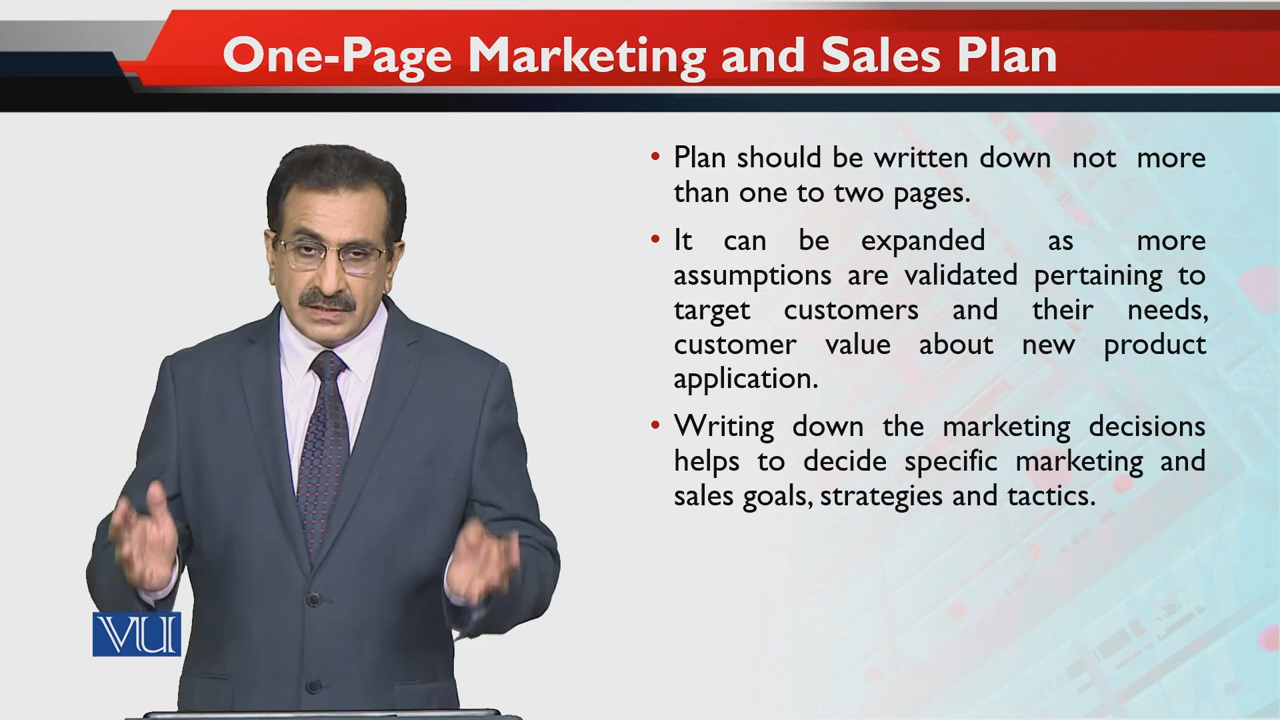 One-Page Marketing and Sales Plan
• Plan should be written down not more
than one to two pages.
• It can be expanded as more
assumptions are validated pertaining to
target customers and their needs,
customer value about new product
application.
• Writing down the marketing decisions
helps to decide specific marketing and
sales goals, strategies and tactics.
VU